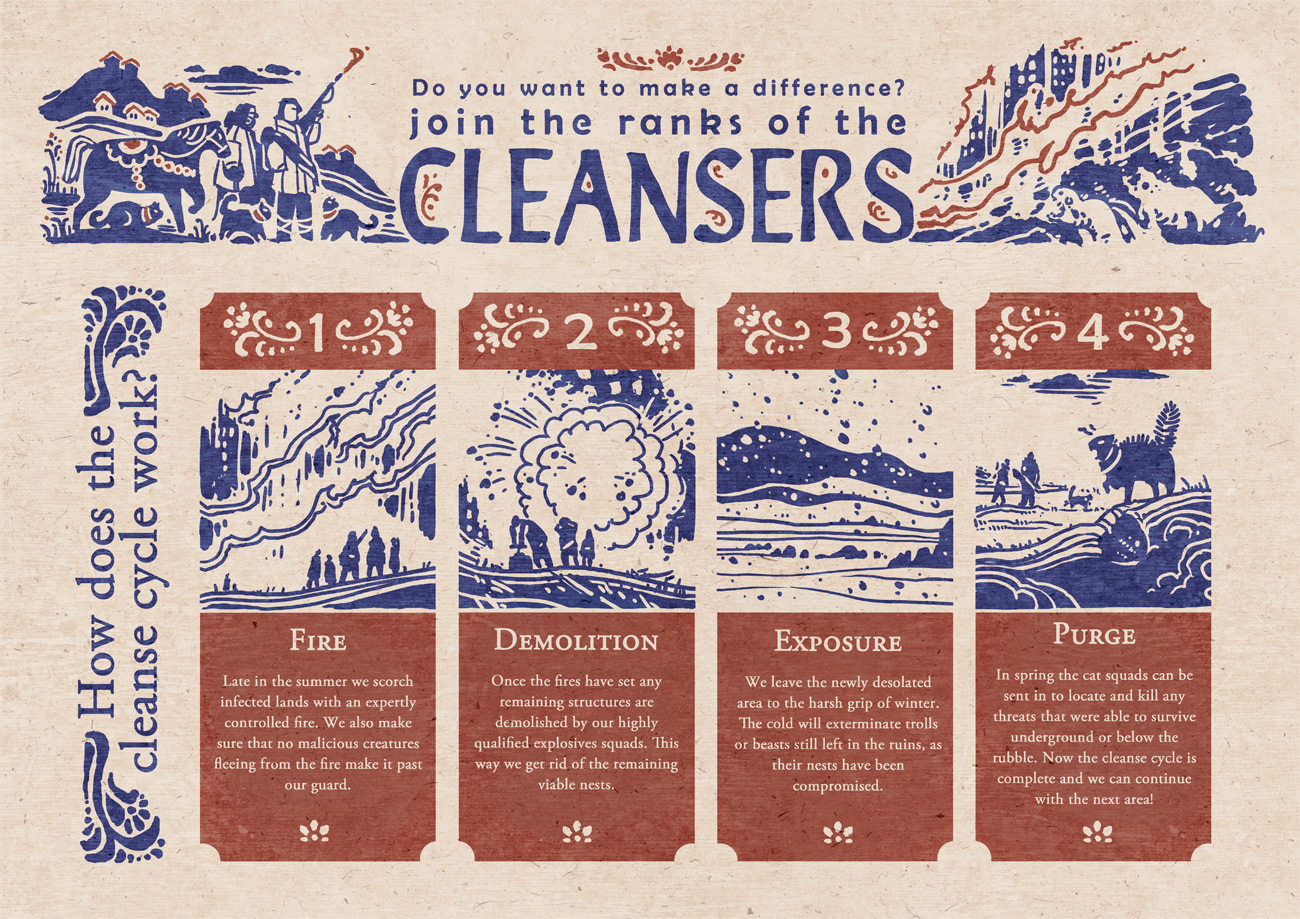 Do you want to make a difference?
join the ranks of the
CLEANSERS
How does the
cleanse cycle work?
1
Fire
Late in the summer we scorch
infected lands with an expertly
controlled fire. We also make
sure that no malicious creatures
fleeing from the fire make it past
our guard.
2
Demolition
Once the fires have set any
remaining structures are
demolished by our highly
qualified explosives squads. This
way we get rid of the remaining
viable nests.
3
Exposure
We leave the newly desolated
area to the harsh grip of winter.
The cold will exterminate trolls
or beasts still left in the ruins, as
their nests have been
compromised.
4
Purge
In spring the cat squads can be
sent in to locate and kill any
threats that were able to survive
underground or below the
rubble. Now the cleanse cycle is
complete and we can continue
with the next area!